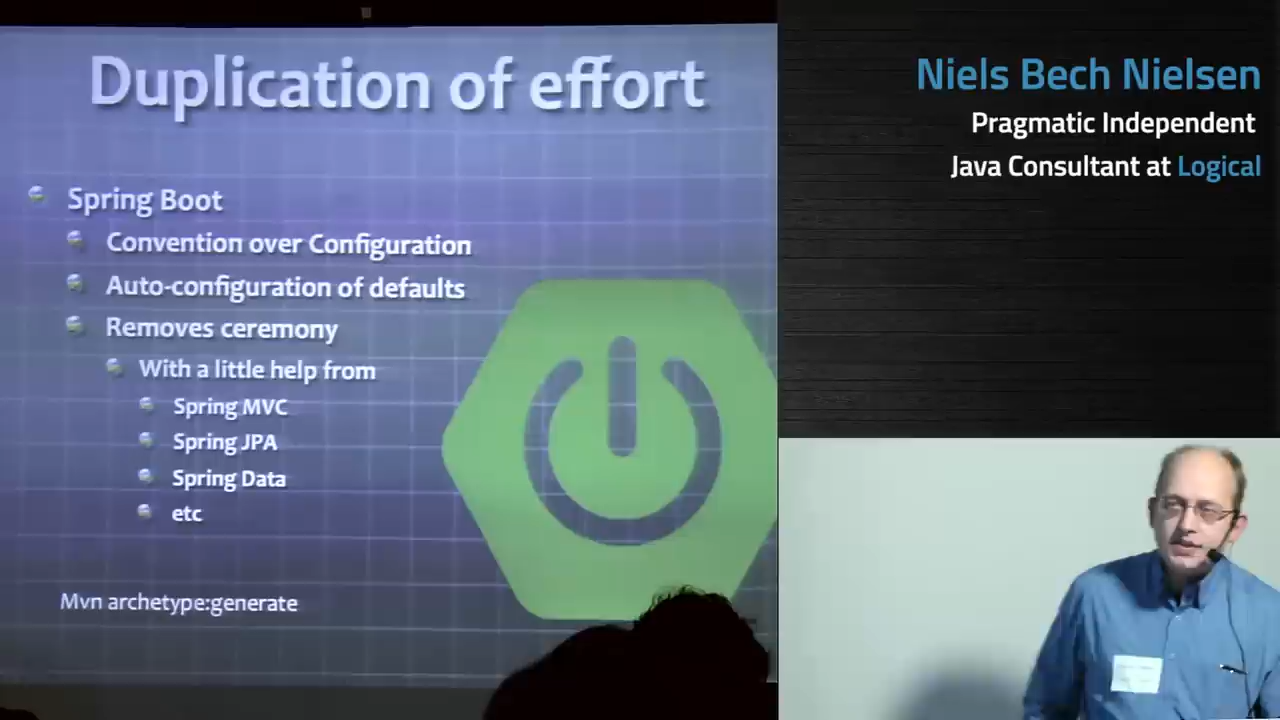 Duplication of effort
Spring Boot
Convention over Configuration
Auto-configuration of defaults
Removes ceremony
With a little help from
Spring MVC
Spring JPA
Spring Data
etc
Mvn archetype:generate
Niels Bech Nielsen
Pragmatic Independent
Java Consultant at Logical